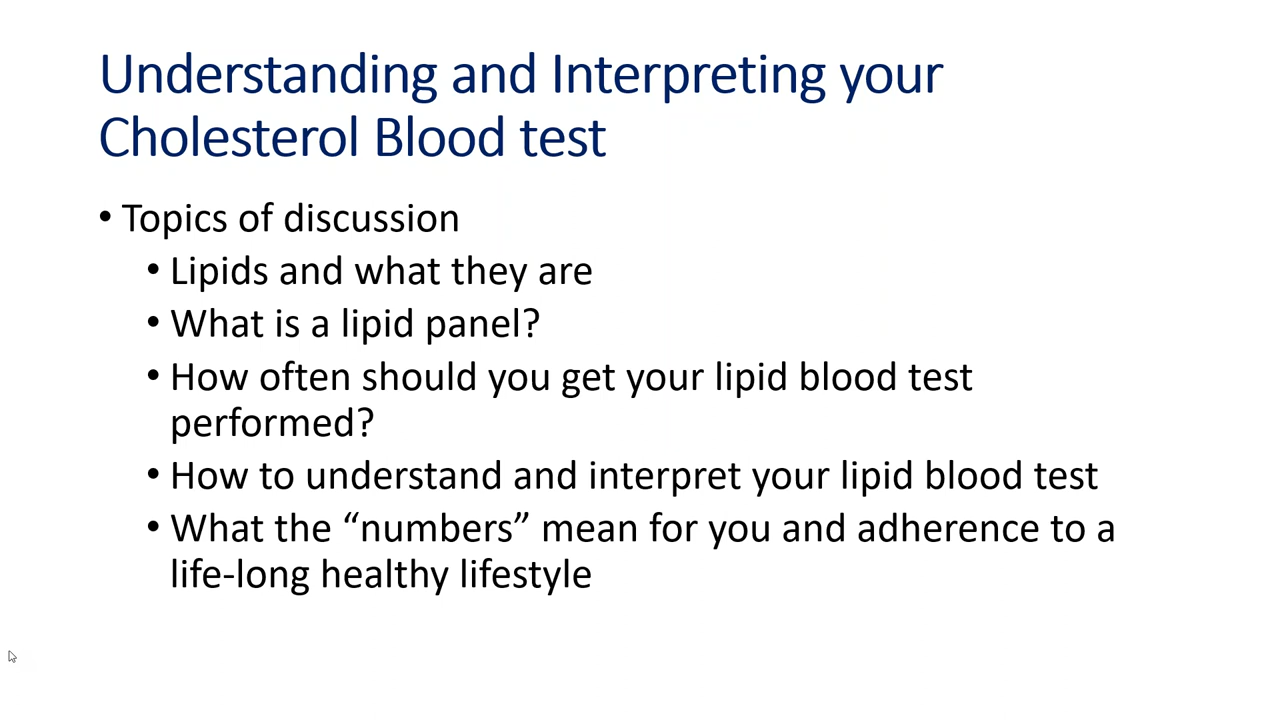 Understanding and Interpreting your
Cholesterol Blood test
• Topics of discussion
• Lipids and what they are
• What is a lipid panel?
• How often should you get your lipid blood test
performed?
• How to understand and interpret your lipid blood test
• What the “numbers” mean for you and adherence to a
life-long healthy lifestyle